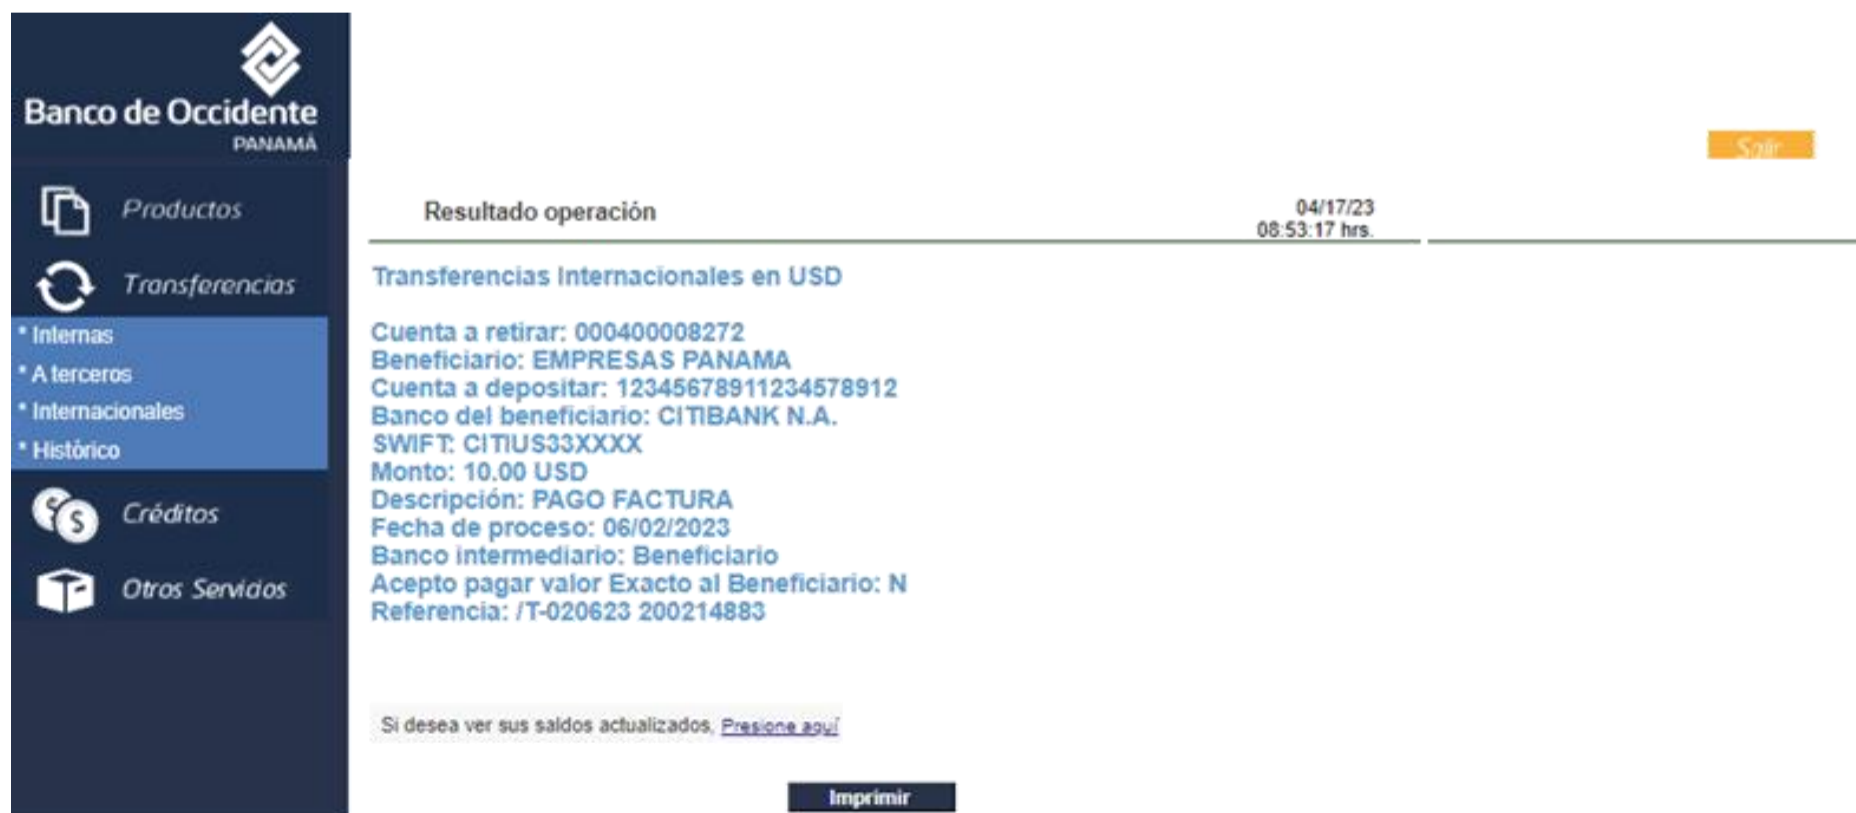 Banco de Occidente
PANAMÁ
Salir
Productos
Transferencias
* Internas
* A terceros
* Internacionales
* Histórico
Créditos
Otros Servicios
Resultado operación
04/17/23
08:53:17 hrs.
Transferencias Internacionales en USD
Cuenta a retirar: 000400008272
Beneficiario: EMPRESAS PANAMA
Cuenta a depositar: 12345678911234578912
Banco del beneficiario: CITIBANK N.A.
SWIFT: CITIUS33XXXX
Monto: 10.00 USD
Descripción: PAGO FACTURA
Fecha de proceso: 06/02/2023
Banco intermediario: Beneficiario
Acepto pagar valor Exacto al Beneficiario: N
Referencia: /T-020623 200214883
Si desea ver sus saldos actualizados, Presione aquí
Imprimir